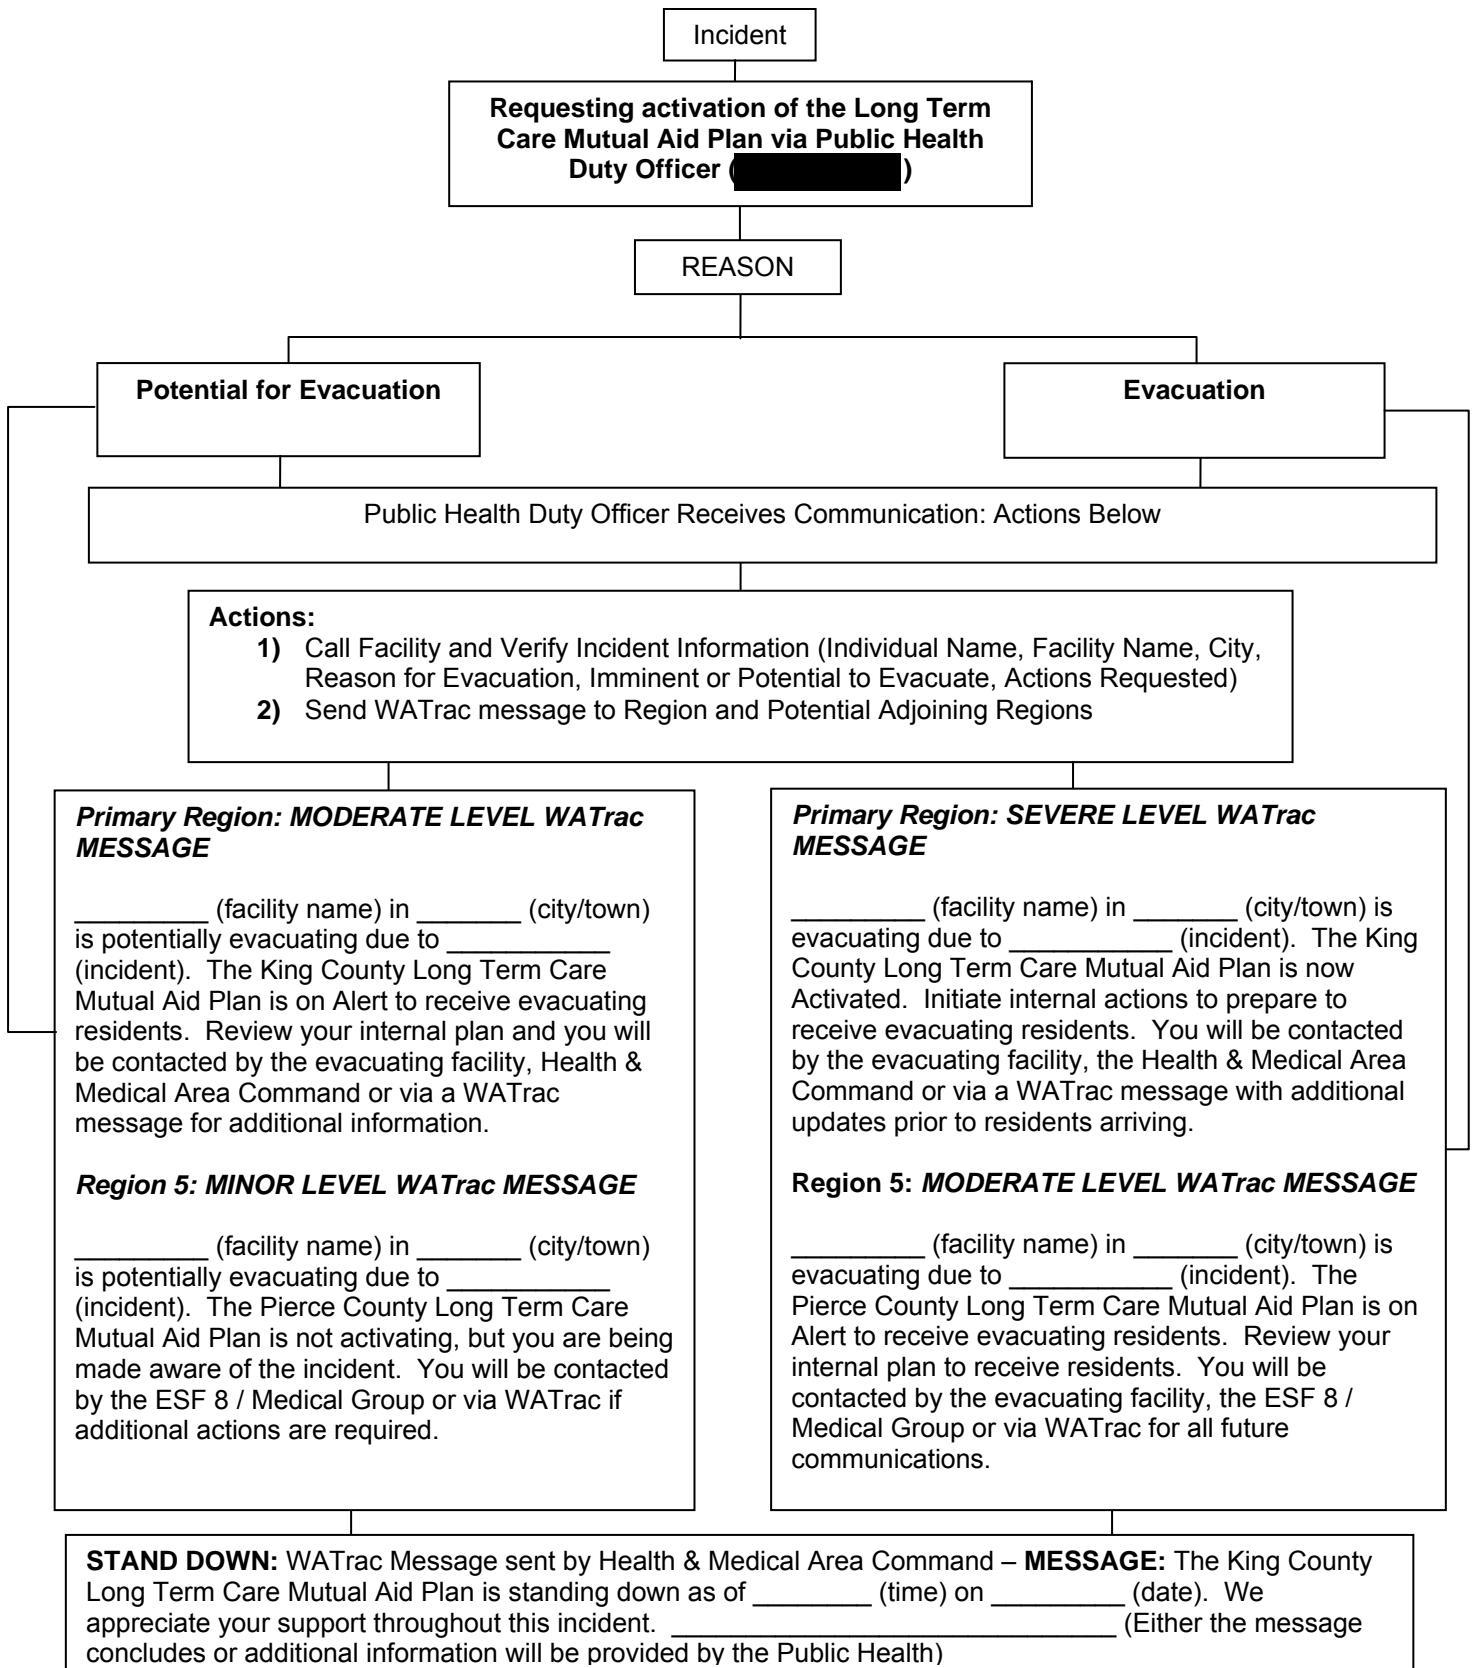 Incident
Requesting activation of the Long Term
Care Mutual Aid Plan via Public Health
Duty Officer ( )
REASON
Potential for Evacuation
Evacuation
Public Health Duty Officer Receives Communication: Actions Below
Actions:
1) Call Facility and Verify Incident Information (Individual Name, Facility Name, City,
Reason for Evacuation, Imminent or Potential to Evacuate, Actions Requested)
2) Send WATrac message to Region and Potential Adjoining Regions
Primary Region: MODERATE LEVEL WATrac
MESSAGE
_________ (facility name) in _______ (city/town)
is potentially evacuating due to ___________
(incident). The King County Long Term Care
Mutual Aid Plan is on Alert to receive evacuating
residents. Review your internal plan and you will
be contacted by the evacuating facility, Health &
Medical Area Command or via a WATrac
message for additional information.
Region 5: MINOR LEVEL WATrac MESSAGE
_________ (facility name) in _______ (city/town)
is potentially evacuating due to ___________
(incident). The Pierce County Long Term Care
Mutual Aid Plan is not activating, but you are being
made aware of the incident. You will be contacted
by the ESF 8 / Medical Group or via WATrac if
additional actions are required.
Primary Region: SEVERE LEVEL WATrac
MESSAGE
_________ (facility name) in _______ (city/town) is
evacuating due to ___________ (incident). The King
County Long Term Care Mutual Aid Plan is now
Activated. Initiate internal actions to prepare to
receive evacuating residents. You will be contacted
by the evacuating facility, the Health & Medical Area
Command or via a WATrac message with additional
updates prior to residents arriving.
Region 5: MODERATE LEVEL WATrac MESSAGE
_________ (facility name) in _______ (city/town) is
evacuating due to ___________ (incident). The
Pierce County Long Term Care Mutual Aid Plan is on
Alert to receive evacuating residents. Review your
internal plan to receive residents. You will be
contacted by the evacuating facility, the ESF 8 /
Medical Group or via WATrac for all future
communications.
STAND DOWN: WATrac Message sent by Health & Medical Area Command – MESSAGE: The King County
Long Term Care Mutual Aid Plan is standing down as of ________ (time) on _________ (date). We
appreciate your support throughout this incident. ______________________________ (Either the message
concludes or additional information will be provided by the Public Health)